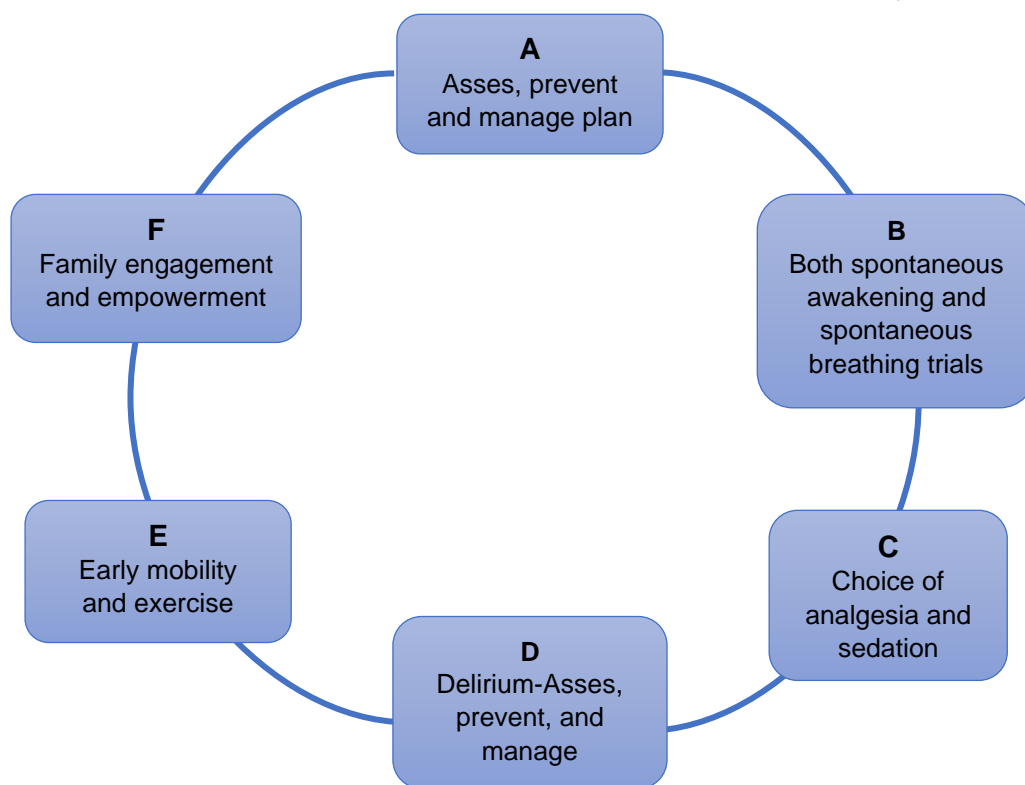 A
Asses, prevent
and manage plan
B
Both spontaneous
awakening and
spontaneous
breathing trials
C
Choice of
analgesia and
sedation
D
Delirium-Asses,
prevent, and
manage
E
Early mobility
and exercise
F
Family engagement
and empowerment